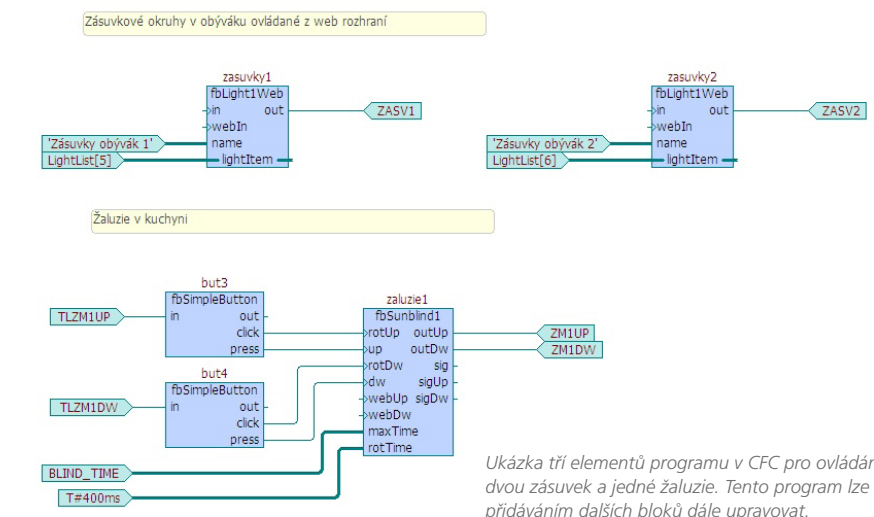 Zásuvkové okruhy v obýváku ovládané z web rozhraní
zasuvky1
fbLight1Web
in out
webIn
name
lightItem
'Zásuvky obývák 1'
LightList[5]
ZASV1
zasuvky2
fbLight1Web
in out
webIn
name
lightItem
'Zásuvky obývák 2'
LightList[6]
ZASV2
Žaluzie v kuchyni
but3
fbSimpleButton
in out
click
press
TLZM1UP
but4
fbSimpleButton
in out
click
press
TLZM1DW
zaluzie1
fbSunblind1
rotUp outUp
up outDw
rotDw sig
dw sigUp
webUp sigDw
webDw
maxTime
rotTime
ZM1UP
ZM1DW
BLIND_TIME
T#400ms
Ukázka tří elementů programu v CFC pro ovládán
dvou zásuvek a jedné žaluzie. Tento program lze
přidáváním dalších bloků dále upravovat.